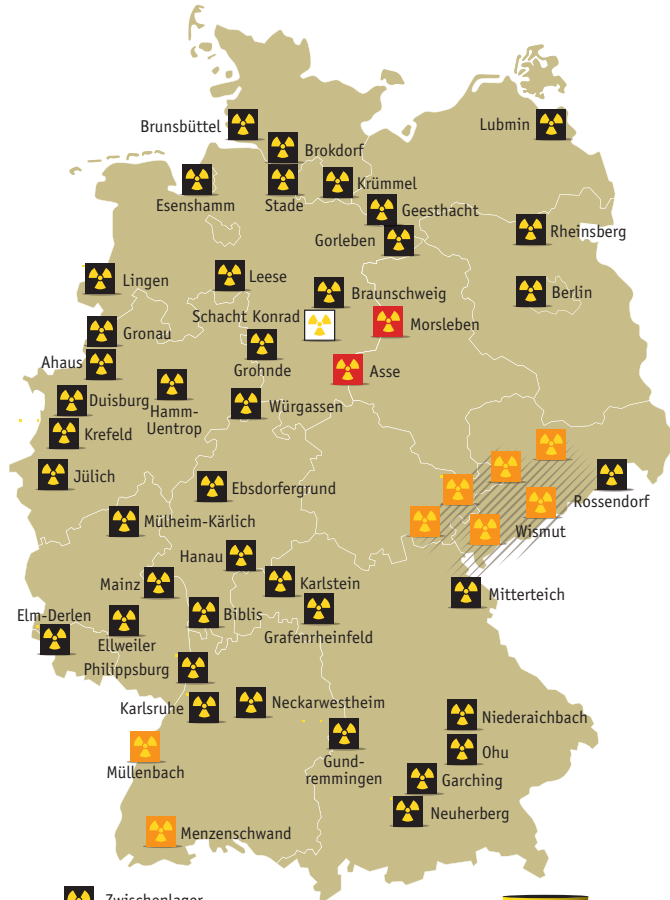 Brunsbüttel
Lubmin
Brokdorf
Krümmel
Esenshamm
Stade
Geesthacht
Rheinsberg
Gorleben
Lingen
Leese
Braunschweig
Berlin
Schacht Konrad
Morsleben
Gronau
Ahaus
Grohnde
Asse
Duisburg
Hamm-
Uentrop
Würgassen
Krefeld
Jülich
Ebsdorfergrund
Rossendorf
Mülheim-Kärlich
Wismut
Hanau
Mainz
Karlstein
Mitterteich
Elm-Derlen
Biblis
Grafenrheinfeld
Ellweiler
Philippsburg
Karlsruhe
Neckarwestheim
Niederaichbach
Ohu
Gund-
remmingen
Müllenbach
Garching
Neuherberg
Menzenschwand
Zwischenlager